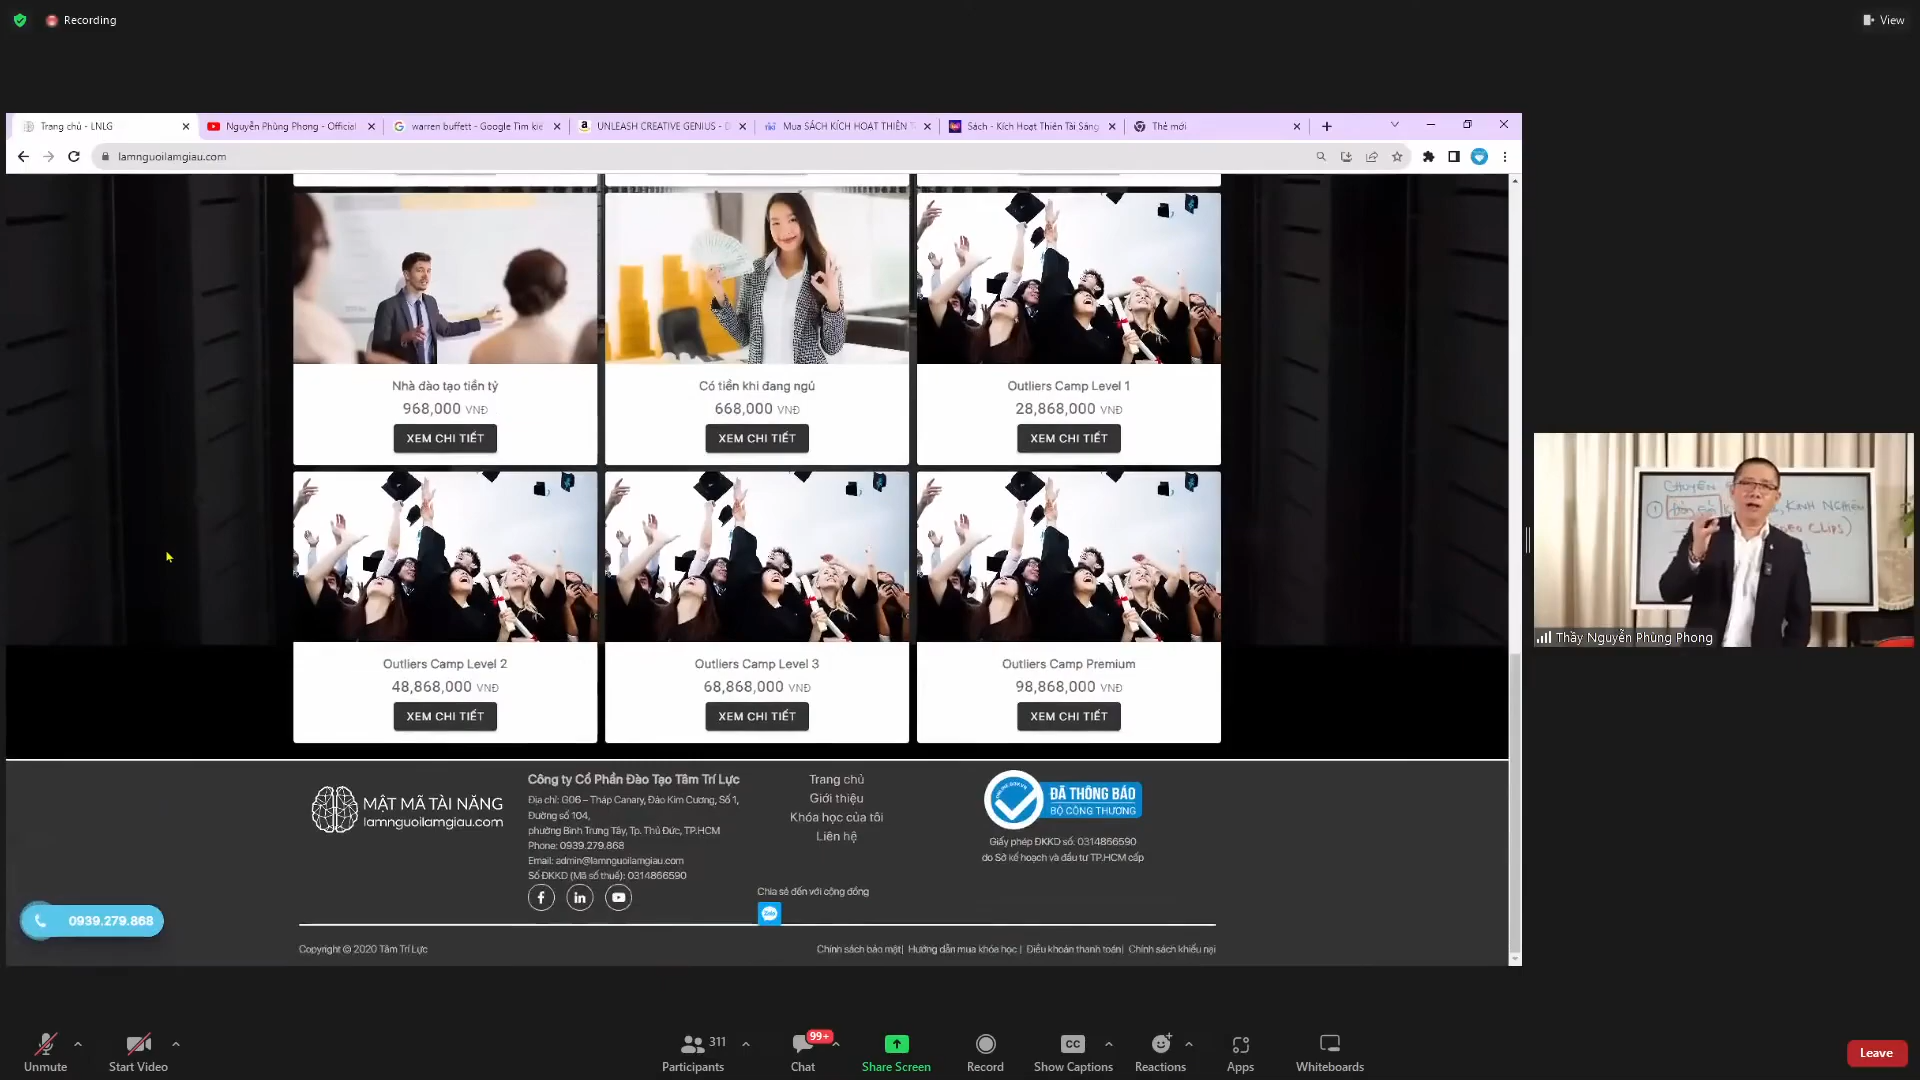 Recording
View
Trang chủ - LNLG
Nguyễn Phùng Phong - Official
warren buffett - Google Tìm kiế
UNLEASH CREATIVE GENIUS - D
Mua SÁCH KÍCH HOẠT THIÊN T
Sách - Kích Hoạt Thiên Tài Sáng
Thẻ mới
lamnguoilamgiau.com
Nhà đào tạo tiền tỷ
968,000 VNĐ
XEM CHI TIẾT
Có tiền khi đang ngủ
668,000 VNĐ
XEM CHI TIẾT
Outliers Camp Level 1
28,868,000 VNĐ
XEM CHI TIẾT
Outliers Camp Level 2
48,868,000 VNĐ
XEM CHI TIẾT
Outliers Camp Level 3
68,868,000 VNĐ
XEM CHI TIẾT
Outliers Camp Premium
98,868,000 VNĐ
XEM CHI TIẾT
CHUYÊN
KINH NGHIỆM
CLIPS)
Thầy Nguyễn Phùng Phong
MẬT MÃ TÀI NĂNG
lamnguoilamgiau.com
Công ty Cổ Phần Đào Tạo Tâm Trí Lực
Địa chỉ: G06 – Tháp Canary, Đảo Kim Cương, Số 1,
Đường số 104,
phường Bình Trưng Tây, Tp. Thủ Đức, TP.HCM
Phone: 0939.279.868
Email: admin@lamnguoilamgiau.com
Số ĐKKD (Mã số thuế): 0314866590
Trang chủ
Giới thiệu
Khóa học của tôi
Liên hệ
ONLINE.GOV.VN
ĐÃ THÔNG BÁO
BỘ CÔNG THƯƠNG
Giấy phép ĐKKD số: 0314866590
do Sở kế hoạch và đầu tư TP.HCM cấp
Chia sẻ đến với cộng đồng
Zalo
0939.279.868
Copyright © 2020 Tâm Trí Lực
Chính sách bảo mật| Hướng dẫn mua khóa học | Điều khoản thanh toán| Chính sách khiếu nại
Unmute
Start Video
311
Participants
99+
Chat
Share Screen
Record
CC
Show Captions
Reactions
Apps
Whiteboards
Leave